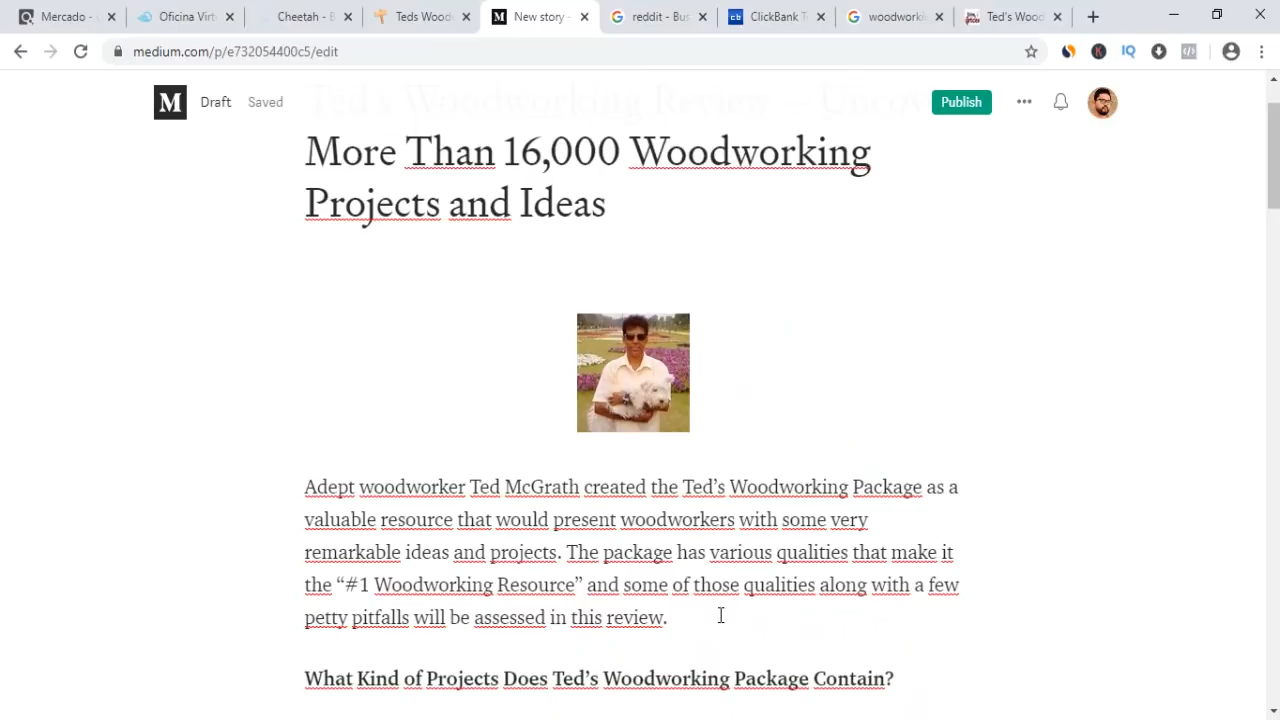 Mercado -
Oficina Virt
Cheetah - B
Teds Wood
New story -
reddit - Bus
cb ClickBank T
woodworki
Ted's Wood
medium.com/p/e732054400c5/edit
IQ
M Draft Saved
Publish
Ted's Woodworking Review – Uncov
More Than 16,000 Woodworking
Projects and Ideas
Adept woodworker Ted McGrath created the Ted’s Woodworking Package as a
valuable resource that would present woodworkers with some very
remarkable ideas and projects. The package has various qualities that make it
the “#1 Woodworking Resource” and some of those qualities along with a few
petty pitfalls will be assessed in this review.
What Kind of Projects Does Ted’s Woodworking Package Contain?